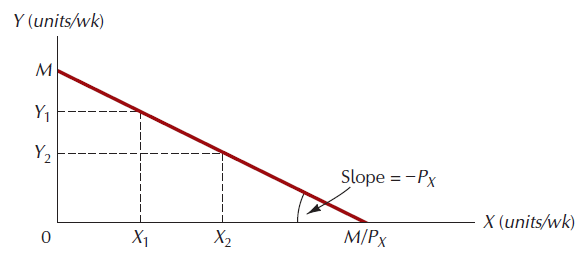 Y (units/wk)
M
Y₁
Y₂
Slope = −Pₓ
X (units/wk)
0
X₁
X₂
M/Pₓ